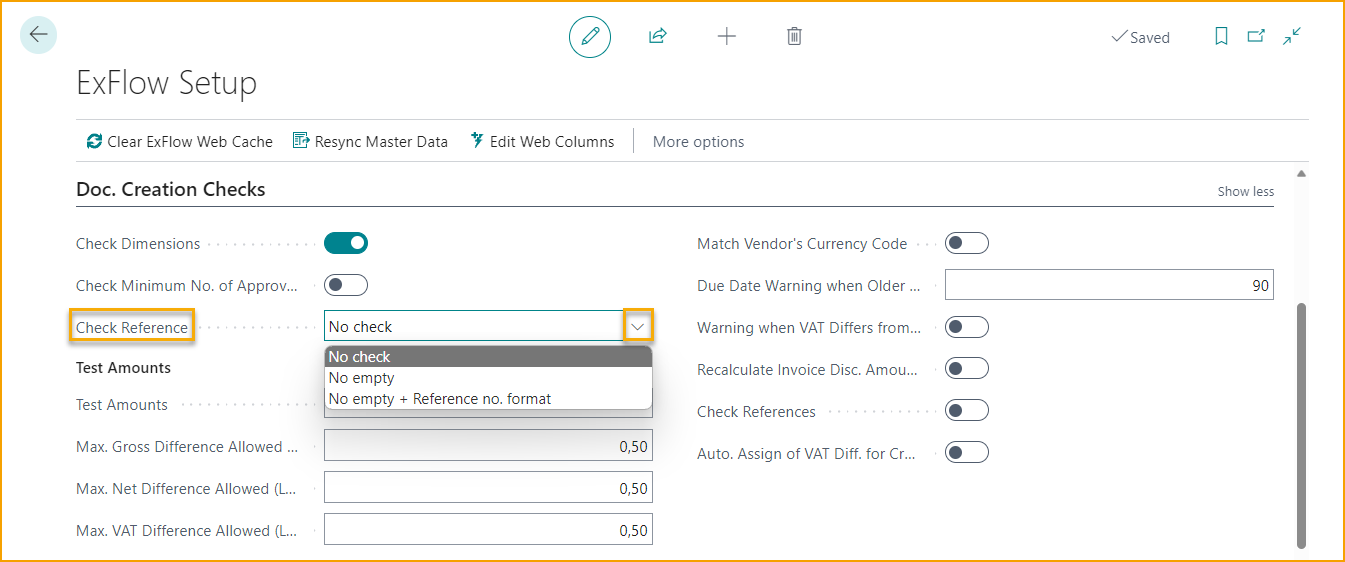 Saved
ExFlow Setup
Clear ExFlow Web Cache
Resync Master Data
Edit Web Columns
More options
Doc. Creation Checks
Show less
Check Dimensions
Check Minimum No. of Approv...
Check Reference
No check
No check
No empty
No empty + Reference no. format
Test Amounts
Test Amounts
Max. Gross Difference Allowed ...
0,50
Max. Net Difference Allowed (L...
0,50
Max. VAT Difference Allowed (L...
0,50
Match Vendor's Currency Code
Due Date Warning when Older ...
90
Warning when VAT Differs from...
Recalculate Invoice Disc. Amou...
Check References
Auto. Assign of VAT Diff. for Cr...